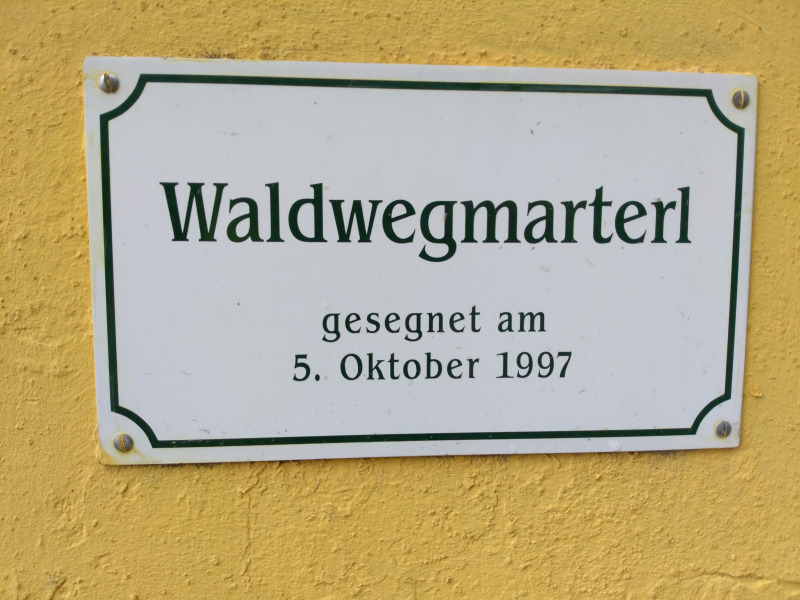 Waldwegmarterl
gesegnet am
5. Oktober 1997